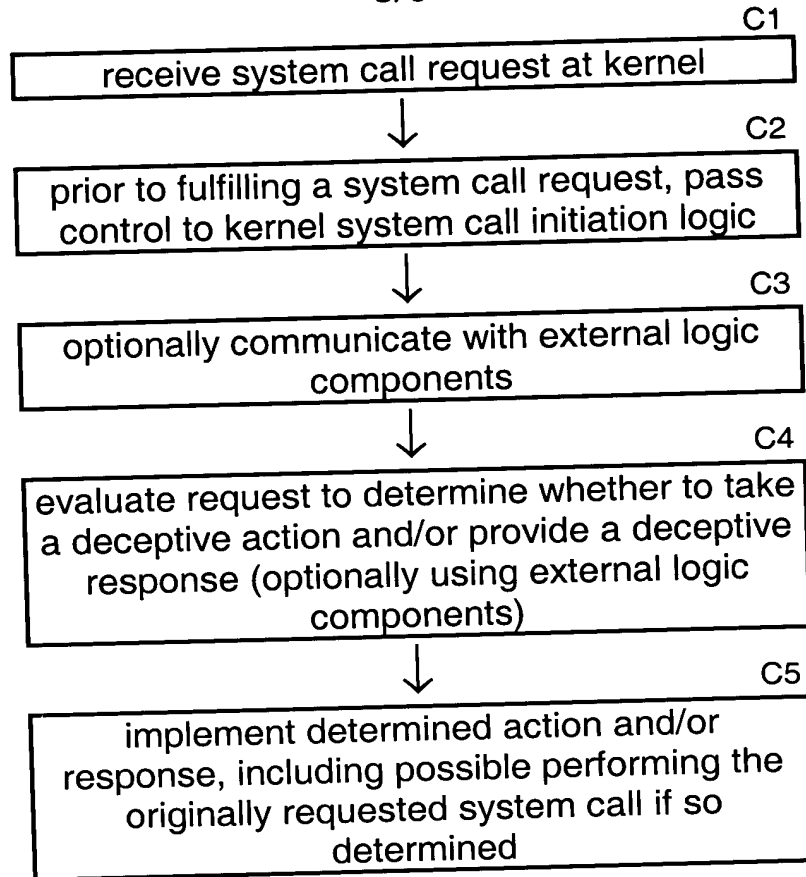 C1
receive system call request at kernel
C2
prior to fulfilling a system call request, pass
control to kernel system call initiation logic
C3
optionally communicate with external logic
components
C4
evaluate request to determine whether to take
a deceptive action and/or provide a deceptive
response (optionally using external logic
components)
C5
implement determined action and/or
response, including possible performing the
originally requested system call if so
determined